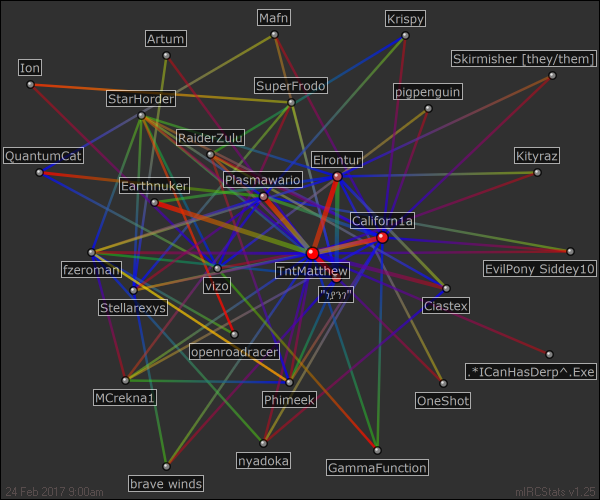 Mafn
Krispy
Artum
Skirmisher [they/them]
Ion
SuperFrodo
pigpenguin
StarHorder
RaiderZulu
QuantumCat
Elrontur
Kityraz
Plasmawario
Earthnuker
Californ1a
fzeroman
TntMatthew
EvilPony Siddey10
vizo
Stellarexys
Ciastex
openroadracer
.*ICanHasDerp^.Exe
MCrekna1
Phimeek
OneShot
nyadoka
GammaFunction
brave winds
24 Feb 2017 9:00am
mIRCStats v1.25